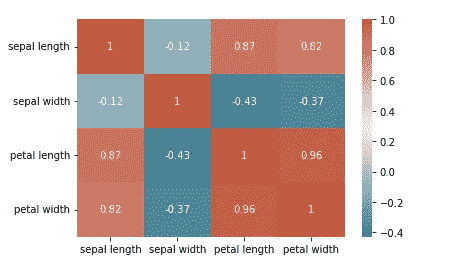 sepal length 1 -0.12 0.87 0.82
sepal width -0.12 1 -0.43 -0.37
petal length 0.87 -0.43 1 0.96
petal width 0.82 -0.37 0.96 1
sepal length sepal width petal length petal width
1.0
0.8
0.6
0.4
0.2
0.0
−0.2
−0.4